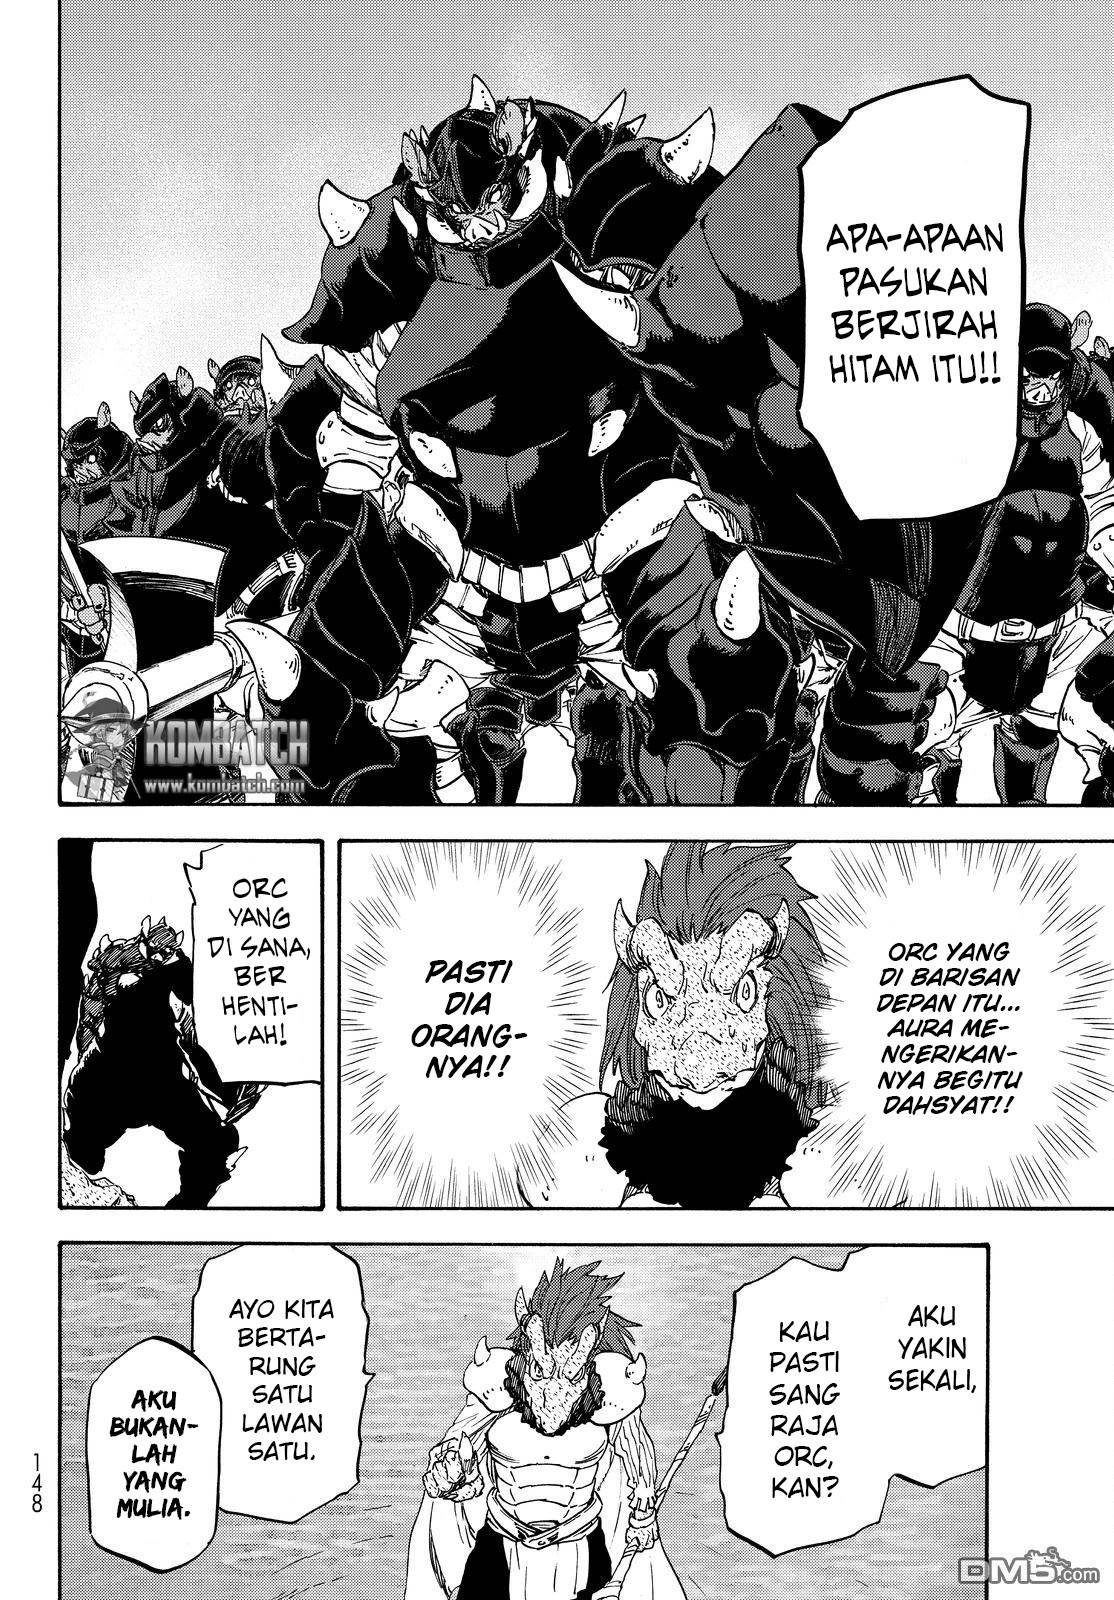 APA-APAAN
PASUKAN
BERJIRAH
HITAM ITU!!
KOMBATCH
www.kombatch.com
ORC YANG
DI BARISAN
DEPAN ITU...
AURA ME-
NGERIKAN-
NYA BEGITU
DAHSYAT!!
PASTI
DIA
ORANG-
NYA!!
ORC
YANG
DI SANA,
BER
HENTI-
LAH!
AKU
YAKIN
SEKALI,
KAU
PASTI
SANG
RAJA
ORC,
KAN?
AYO KITA
BERTA-
RUNG
SATU
LAWAN
SATU.
AKU
BUKAN-
LAH
YANG
MULIA.
148
DM5.com